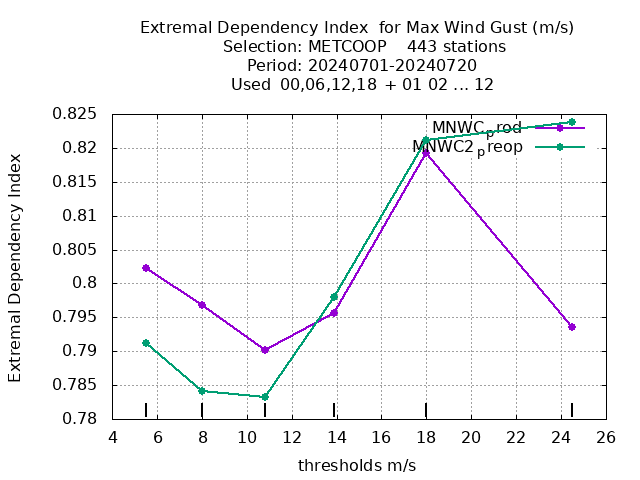 Extremal Dependency Index  for Max Wind Gust (m/s)
Selection: METCOOP    443 stations
Period: 20240701-20240720
Used  00,06,12,18  + 01 02 ... 12
Extremal Dependency Index
0.825
0.82
0.815
0.81
0.805
0.8
0.795
0.79
0.785
0.78
MNWC_prod
MNWC2_preop
4 6 8 10 12 14 16 18 20 22 24 26
thresholds m/s